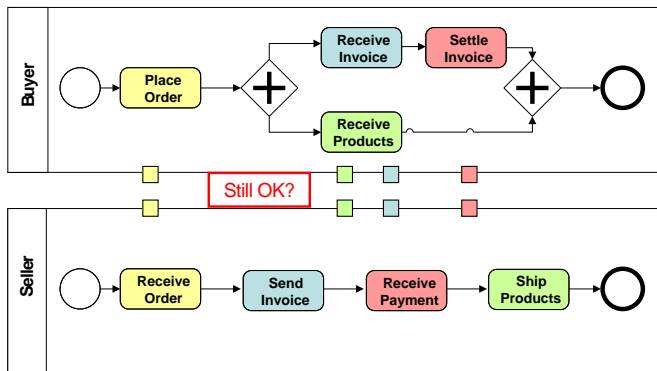 Buyer
Place
Order
Receive
Invoice
Settle
Invoice
Receive
Products
Still OK?
Seller
Receive
Order
Send
Invoice
Receive
Payment
Ship
Products